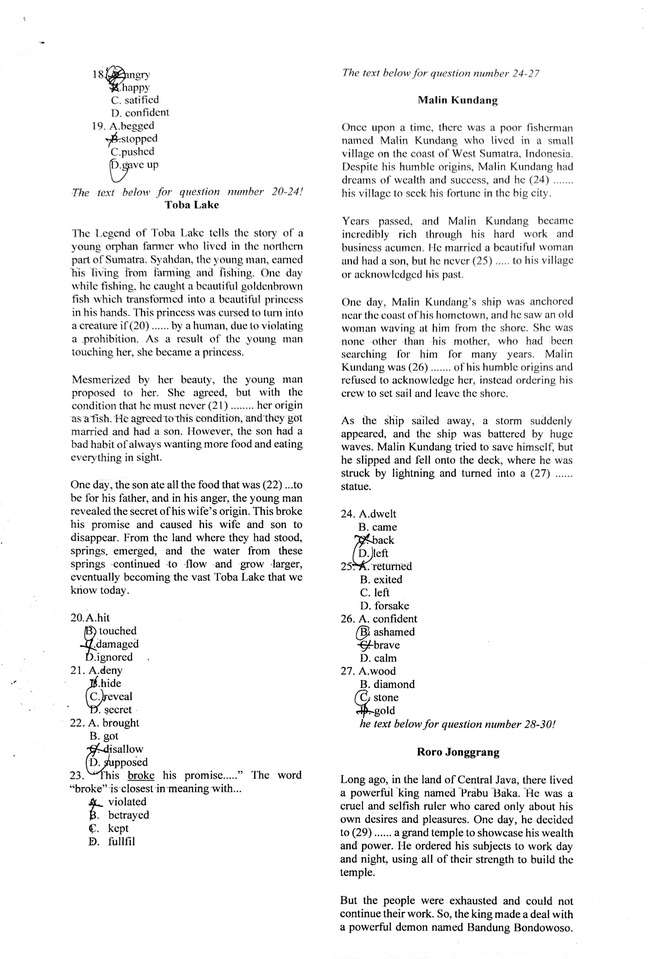 18. A. angry
B. happy
C. satified
D. confident
19. A.begged
B.stopped
C.pushed
D.gave up
The text below for question number 20-24!
Toba Lake
The Legend of Toba Lake tells the story of a
young orphan farmer who lived in the northern
part of Sumatra. Syahdan, the young man, earned
his living from farming and fishing. One day
while fishing, he caught a beautiful goldenbrown
fish which transformed into a beautiful princess
in his hands. This princess was cursed to turn into
a creature if (20) ...... by a human, due to violating
a prohibition. As a result of the young man
touching her, she became a princess.
Mesmerized by her beauty, the young man
proposed to her. She agreed, but with the
condition that he must never (21) ........ her origin
as a fish. He agreed to this condition, and they got
married and had a son. However, the son had a
bad habit of always wanting more food and eating
everything in sight.
One day, the son ate all the food that was (22) ...to
be for his father, and in his anger, the young man
revealed the secret of his wife's origin. This broke
his promise and caused his wife and son to
disappear. From the land where they had stood,
springs emerged, and the water from these
springs continued to flow and grow larger,
eventually becoming the vast Toba Lake that we
know today.
20.A.hit
B) touched
C.damaged
D.ignored
21. A.deny
B.hide
C.)reveal
D. secret
22. A. brought
B. got
C. disallow
D. supposed
23. "This broke his promise....." The word
"broke" is closest in meaning with...
A. violated
B. betrayed
C. kept
D. fullfil
The text below for question number 24-27
Malin Kundang
Once upon a time, there was a poor fisherman
named Malin Kundang who lived in a small
village on the coast of West Sumatra, Indonesia.
Despite his humble origins, Malin Kundang had
dreams of wealth and success, and he (24) .......
his village to seek his fortune in the big city.
Years passed, and Malin Kundang became
incredibly rich through his hard work and
business acumen. He married a beautiful woman
and had a son, but he never (25) ..... to his village
or acknowledged his past.
One day, Malin Kundang's ship was anchored
near the coast of his hometown, and he saw an old
woman waving at him from the shore. She was
none other than his mother, who had been
searching for him for many years. Malin
Kundang was (26) ....... of his humble origins and
refused to acknowledge her, instead ordering his
crew to set sail and leave the shore.
As the ship sailed away, a storm suddenly
appeared, and the ship was battered by huge
waves. Malin Kundang tried to save himself, but
he slipped and fell onto the deck, where he was
struck by lightning and turned into a (27) ......
statue.
24. A.dwelt
B. came
C. back
D. left
25. A. returned
B. exited
C. left
D. forsake
26. A. confident
B. ashamed
C. brave
D. calm
27. A.wood
B. diamond
C. stone
D. gold
he text below for question number 28-30!
Roro Jonggrang
Long ago, in the land of Central Java, there lived
a powerful king named Prabu Baka. He was a
cruel and selfish ruler who cared only about his
own desires and pleasures. One day, he decided
to (29) ...... a grand temple to showcase his wealth
and power. He ordered his subjects to work day
and night, using all of their strength to build the
temple.
But the people were exhausted and could not
continue their work. So, the king made a deal with
a powerful demon named Bandung Bondowoso.